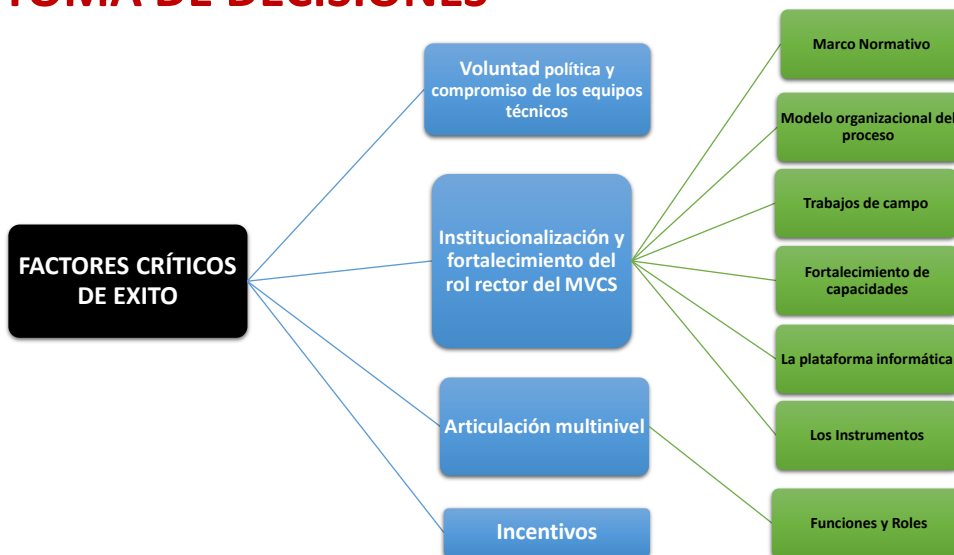 TOMA DE DECISIONES
FACTORES CRÍTICOS
DE EXITO
Voluntad política y
compromiso de los equipos
técnicos
Institucionalización y
fortalecimiento del
rol rector del MVCS
Articulación multinivel
Incentivos
Marco Normativo
Modelo organizacional del
proceso
Trabajos de campo
Fortalecimiento de
capacidades
La plataforma informática
Los Instrumentos
Funciones y Roles